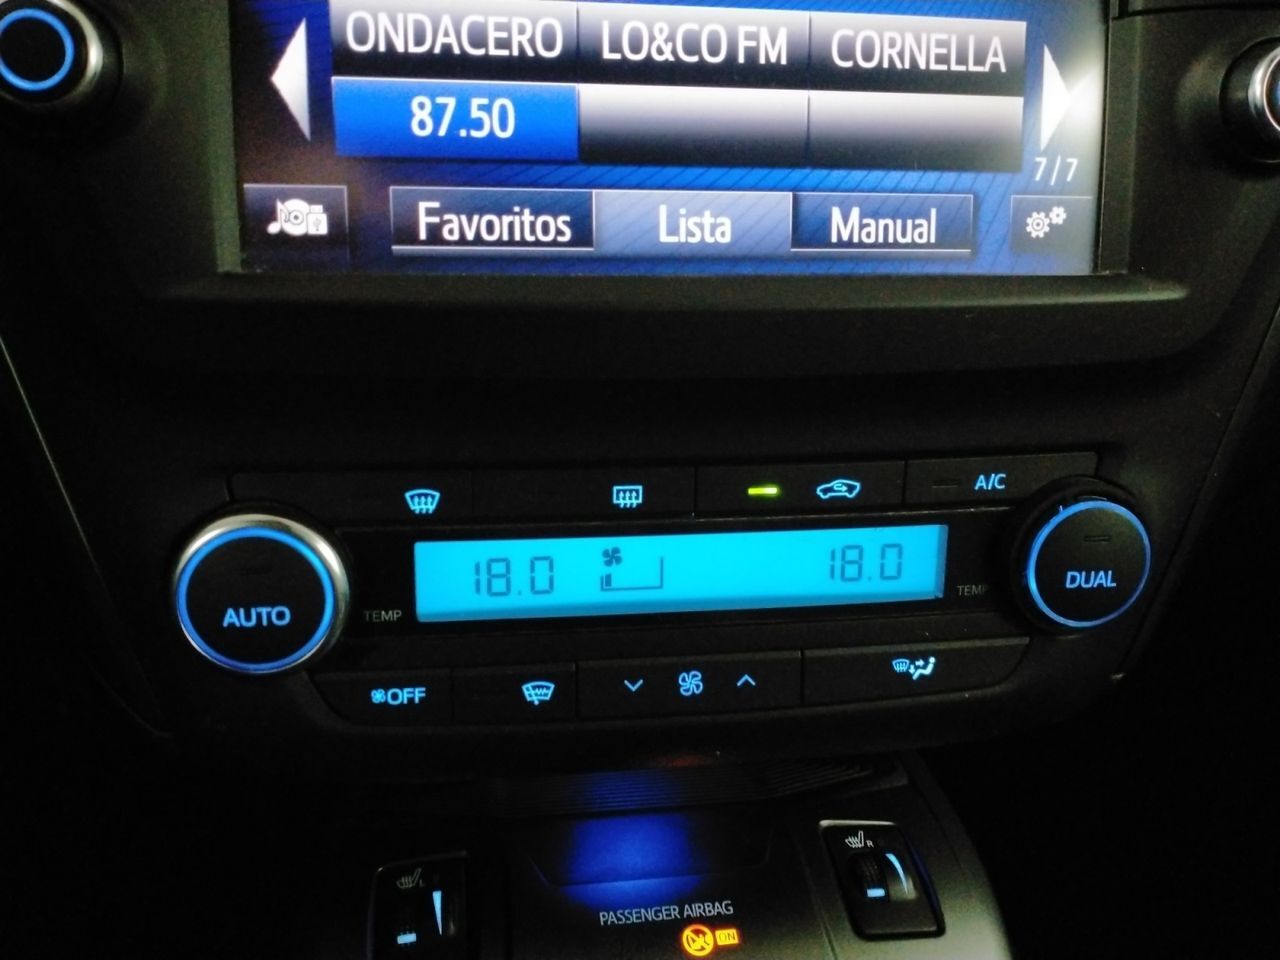 ONDACERO LO&CO FM CORNELLA
87.50
7/7
Favoritos Lista Manual
A/C
18.0 18.0
AUTO TEMP TEMP DUAL
OFF
L R
PASSENGER AIRBAG
ON